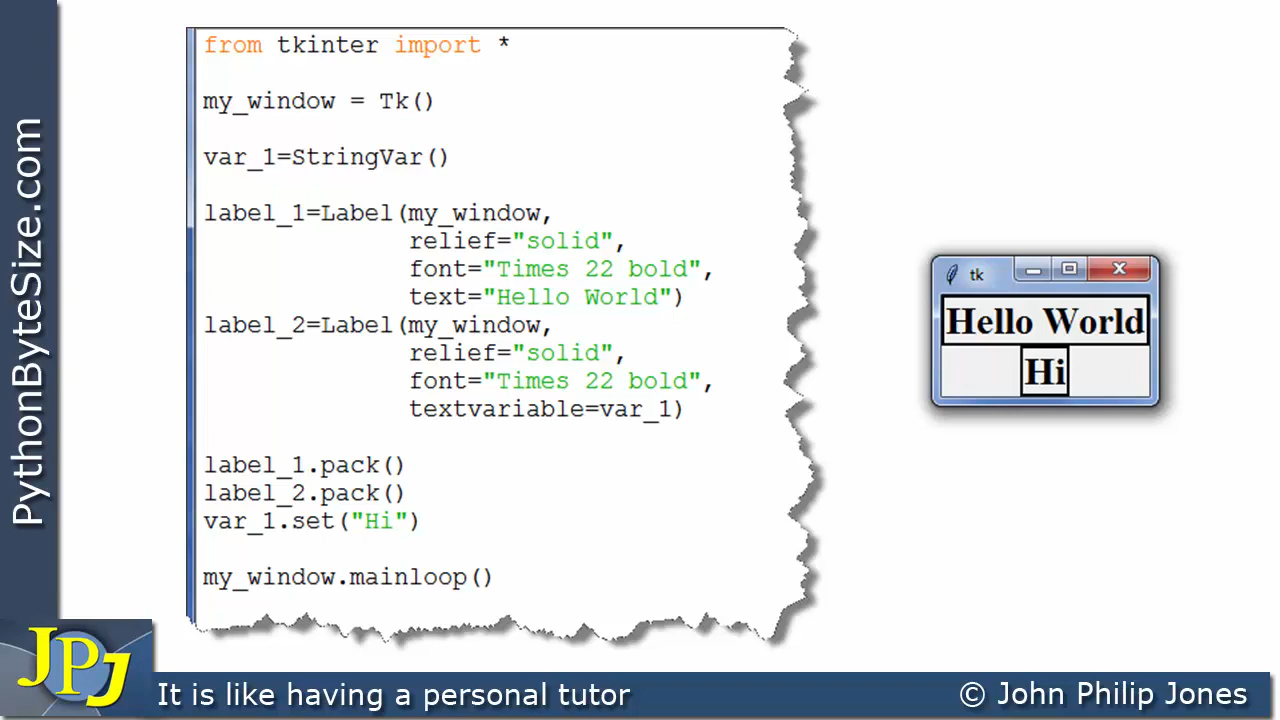 from tkinter import *
my_window = Tk()
var_1=StringVar()
label_1=Label(my_window,
relief="solid",
font="Times 22 bold",
text="Hello World")
label_2=Label(my_window,
relief="solid",
font="Times 22 bold",
textvariable=var_1)
label_1.pack()
label_2.pack()
var_1.set("Hi")
my_window.mainloop()
tk
Hello World
Hi
PythonByteSize.com
JPJ
It is like having a personal tutor
© John Philip Jones